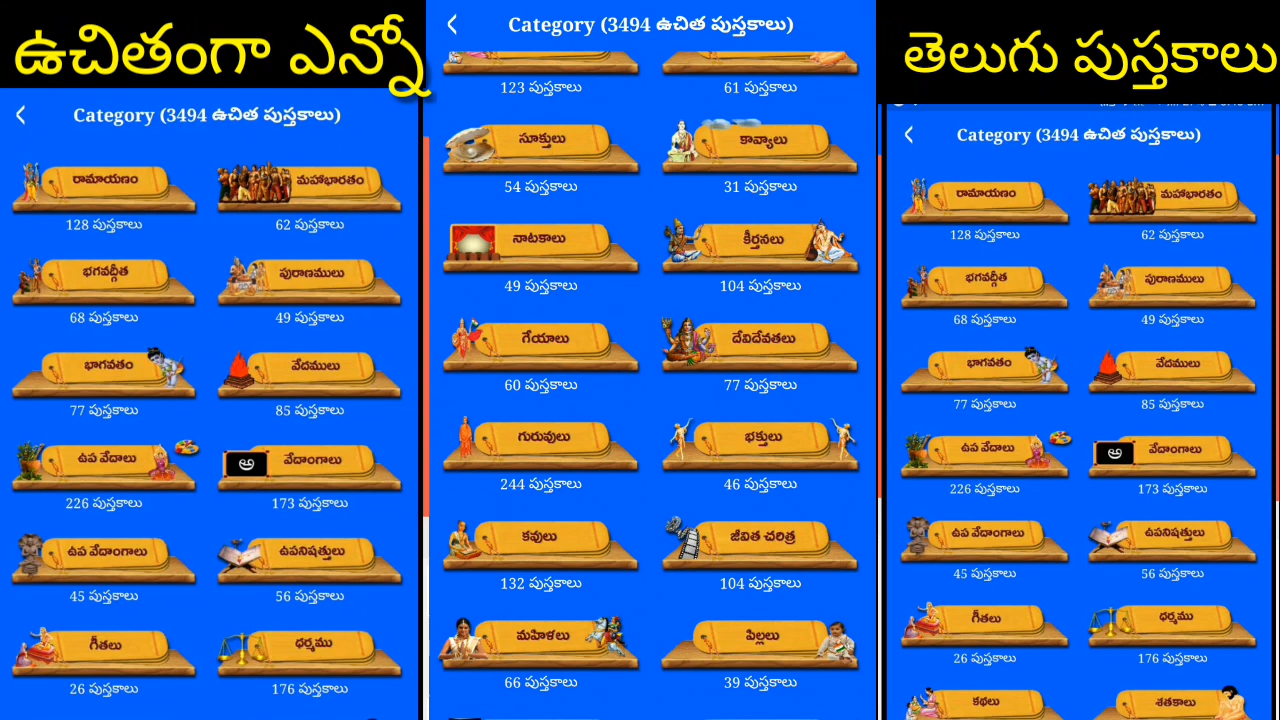 ఉచితంగా ఎన్నో
Category (3494 ఉచిత పుస్తకాలు)
రామాయణం
మహాభారతం
128 పుస్తకాలు
62 పుస్తకాలు
భగవద్గీత
పురాణములు
68 పుస్తకాలు
49 పుస్తకాలు
భాగవతం
వేదములు
77 పుస్తకాలు
85 పుస్తకాలు
ఉప వేదాలు
అ
వేదాంగాలు
226 పుస్తకాలు
173 పుస్తకాలు
ఉప వేదాంగాలు
ఉపనిషత్తులు
45 పుస్తకాలు
56 పుస్తకాలు
గీతలు
ధర్మము
26 పుస్తకాలు
176 పుస్తకాలు
Category (3494 ఉచిత పుస్తకాలు)
123 పుస్తకాలు
61 పుస్తకాలు
సూక్తులు
కావ్యాలు
54 పుస్తకాలు
31 పుస్తకాలు
నాటకాలు
కీర్తనలు
49 పుస్తకాలు
104 పుస్తకాలు
గేయాలు
దేవిదేవతలు
60 పుస్తకాలు
77 పుస్తకాలు
గురువులు
భక్తులు
244 పుస్తకాలు
46 పుస్తకాలు
కవులు
జీవిత చరిత్ర
132 పుస్తకాలు
104 పుస్తకాలు
మహిళలు
పిల్లలు
66 పుస్తకాలు
39 పుస్తకాలు
తెలుగు పుస్తకాలు
Category (3494 ఉచిత పుస్తకాలు)
రామాయణం
మహాభారతం
128 పుస్తకాలు
62 పుస్తకాలు
భగవద్గీత
పురాణములు
68 పుస్తకాలు
49 పుస్తకాలు
భాగవతం
వేదములు
77 పుస్తకాలు
85 పుస్తకాలు
ఉప వేదాలు
అ
వేదాంగాలు
226 పుస్తకాలు
173 పుస్తకాలు
ఉప వేదాంగాలు
ఉపనిషత్తులు
45 పుస్తకాలు
56 పుస్తకాలు
గీతలు
ధర్మము
26 పుస్తకాలు
176 పుస్తకాలు
కథలు
శతకాలు